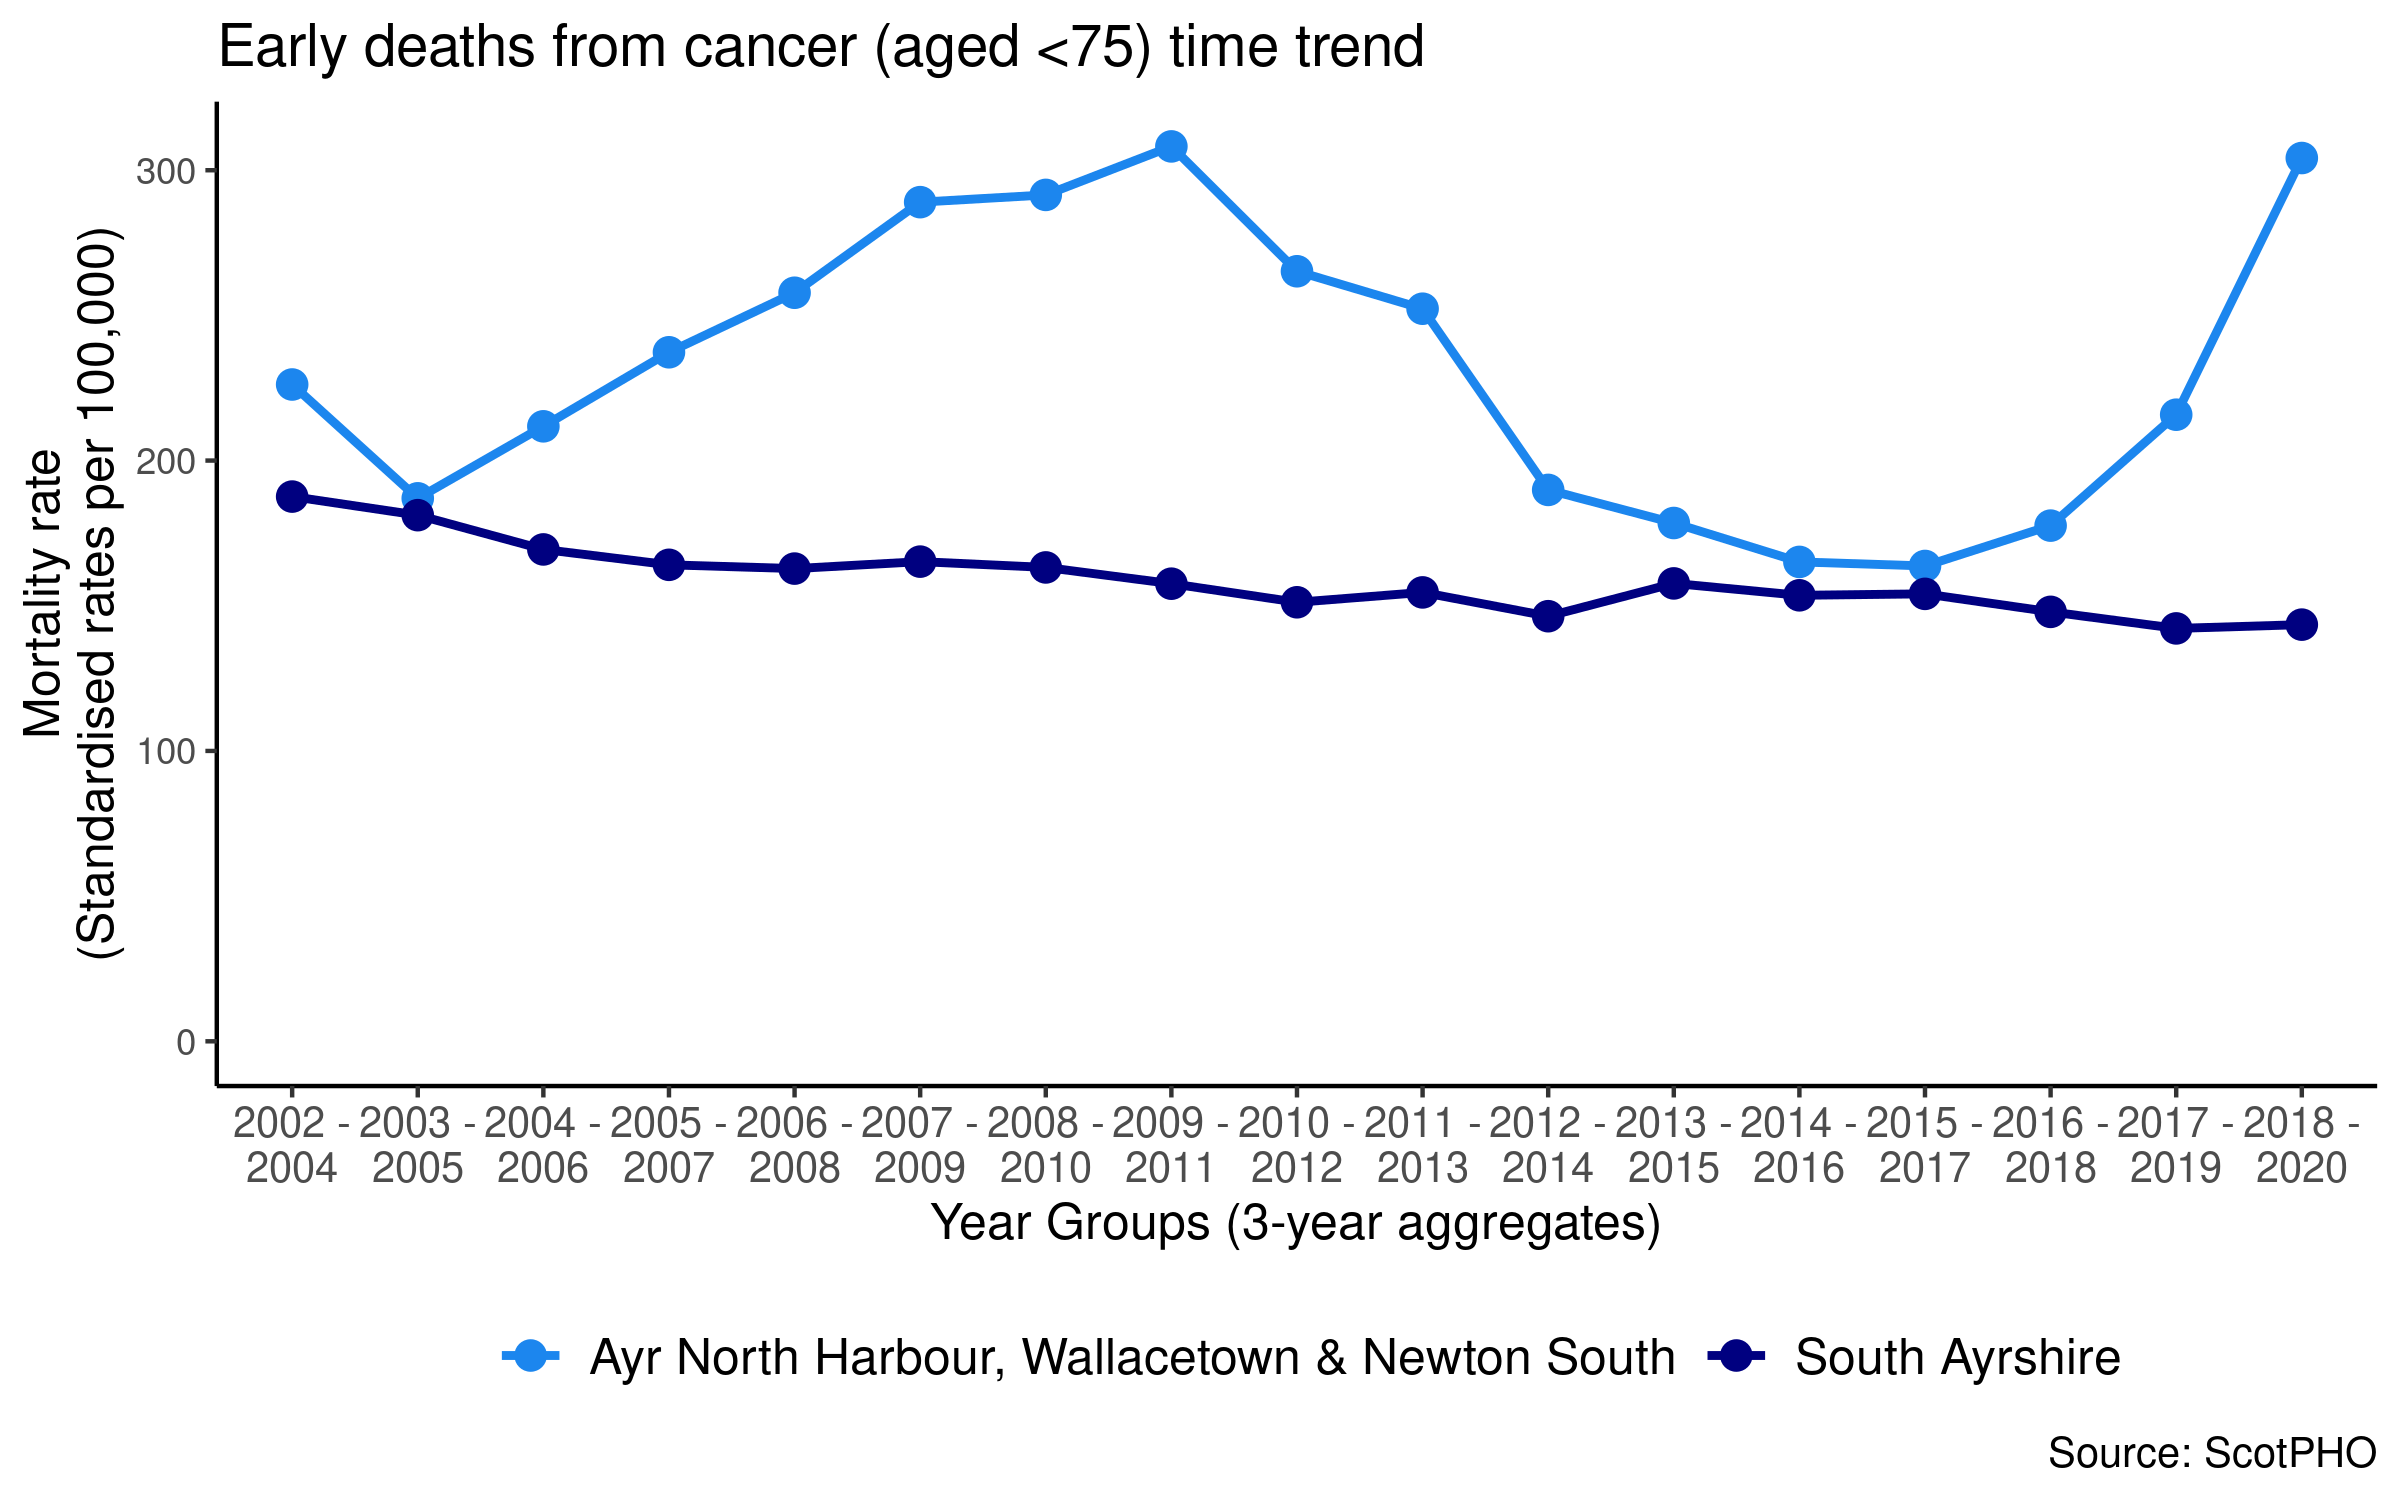 Early deaths from cancer (aged <75) time trend
Mortality rate
(Standardised rates per 100,000)
300
200
100
0
2002 - 2003 - 2004 - 2005 - 2006 - 2007 - 2008 - 2009 - 2010 - 2011 - 2012 - 2013 - 2014 - 2015 - 2016 - 2017 - 2018 -
2004 2005 2006 2007 2008 2009 2010 2011 2012 2013 2014 2015 2016 2017 2018 2019 2020
Year Groups (3-year aggregates)
Ayr North Harbour, Wallacetown & Newton South South Ayrshire
Source: ScotPHO